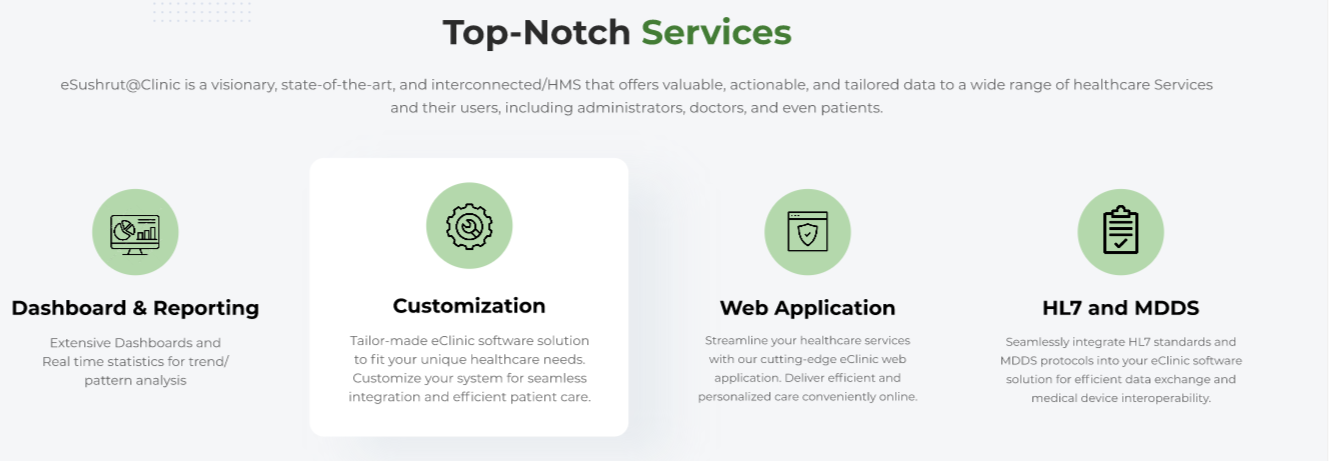 Top-Notch Services
eSushrut@Clinic is a visionary, state-of-the-art, and interconnected/HMS that offers valuable, actionable, and tailored data to a wide range of healthcare Services
and their users, including administrators, doctors, and even patients.
Dashboard & Reporting
Extensive Dashboards and
Real time statistics for trend/
pattern analysis
Customization
Tailor-made eClinic software solution
to fit your unique healthcare needs.
Customize your system for seamless
integration and efficient patient care.
Web Application
Streamline your healthcare services
with our cutting-edge eClinic web
application. Deliver efficient and
personalized care conveniently online.
HL7 and MDDS
Seamlessly integrate HL7 standards and
MDDS protocols into your eClinic software
solution for efficient data exchange and
medical device interoperability.